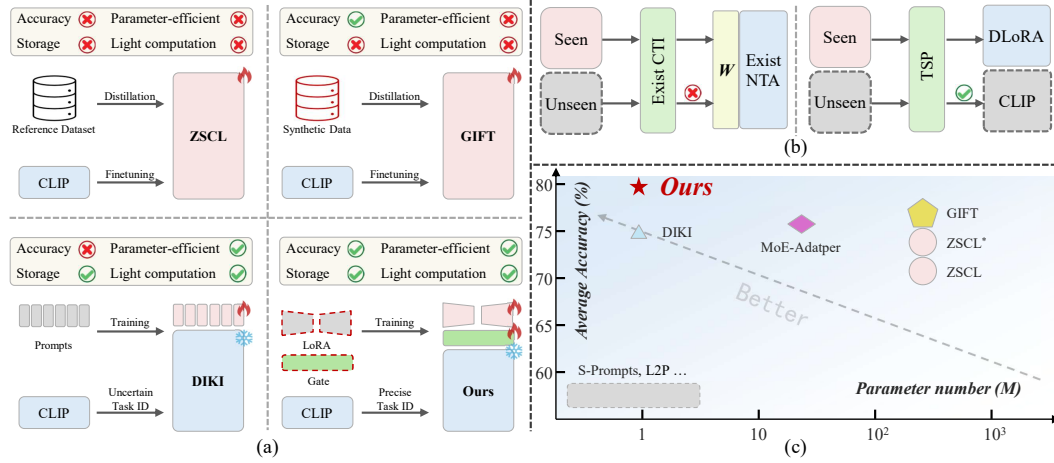 Accuracy Parameter-efficient
Storage Light computation
Reference Dataset
Distillation
ZSCL
CLIP
Finetuning
Accuracy Parameter-efficient
Storage Light computation
Synthetic Data
Distillation
GIFT
CLIP
Finetuning
Accuracy Parameter-efficient
Storage Light computation
Prompts
Training
DIKI
CLIP
Uncertain
Task ID
Accuracy Parameter-efficient
Storage Light computation
LoRA
Training
Gate
Ours
CLIP
Precise
Task ID
(a)
Seen
Unseen
Exist CTI
W
Exist
NTA
Seen
Unseen
TSP
DLoRA
CLIP
(b)
Average Accuracy (%)
80
75
70
65
60
Ours
DIKI
MoE-Adatper
GIFT
ZSCL*
ZSCL
Better
S-Prompts, L2P ...
Parameter number (M)
1
10
10²
10³
(c)